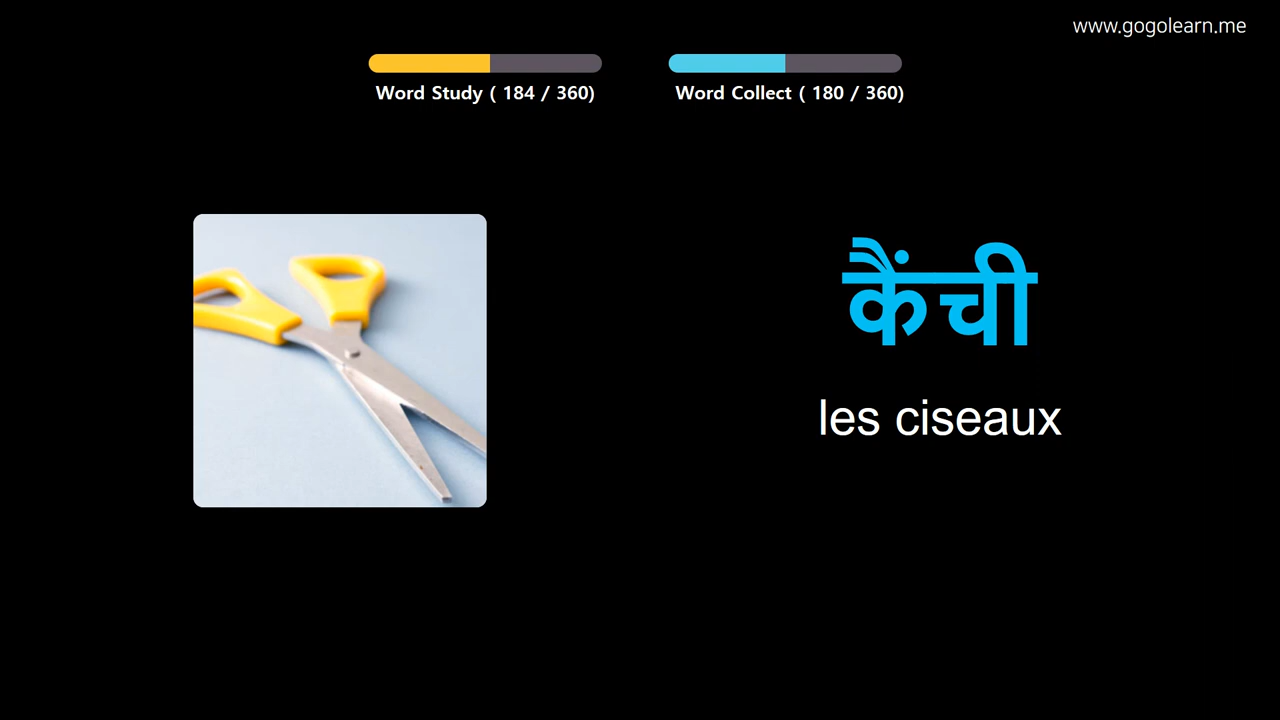 www.gogolearn.me
Word Study ( 184 / 360)
Word Collect ( 180 / 360)
कैंची
les ciseaux